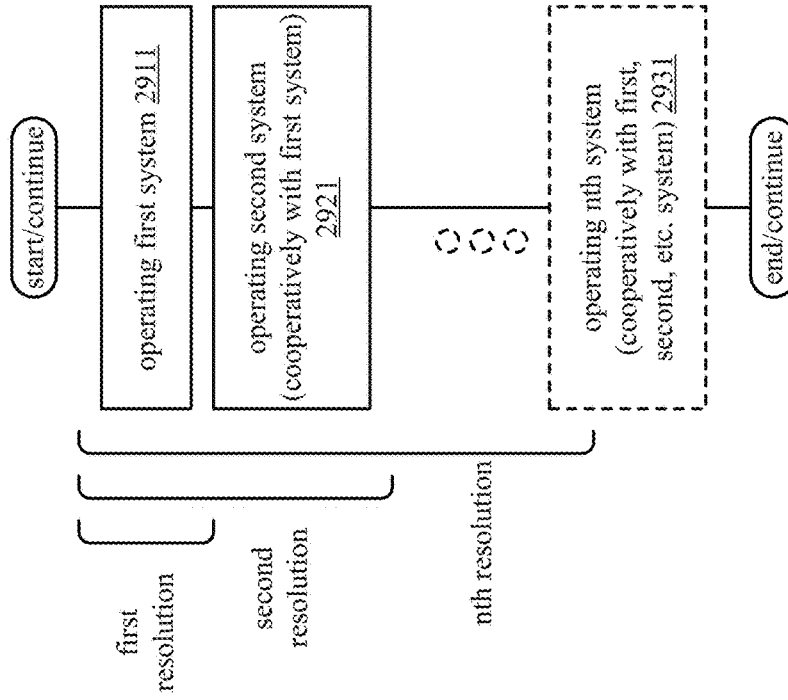 start/continue
operating first system 2911
operating second system
(cooperatively with first system)
2921
operating nth system
(cooperatively with first,
second, etc. system) 2931
end/continue
first
resolution
second
resolution
nth resolution